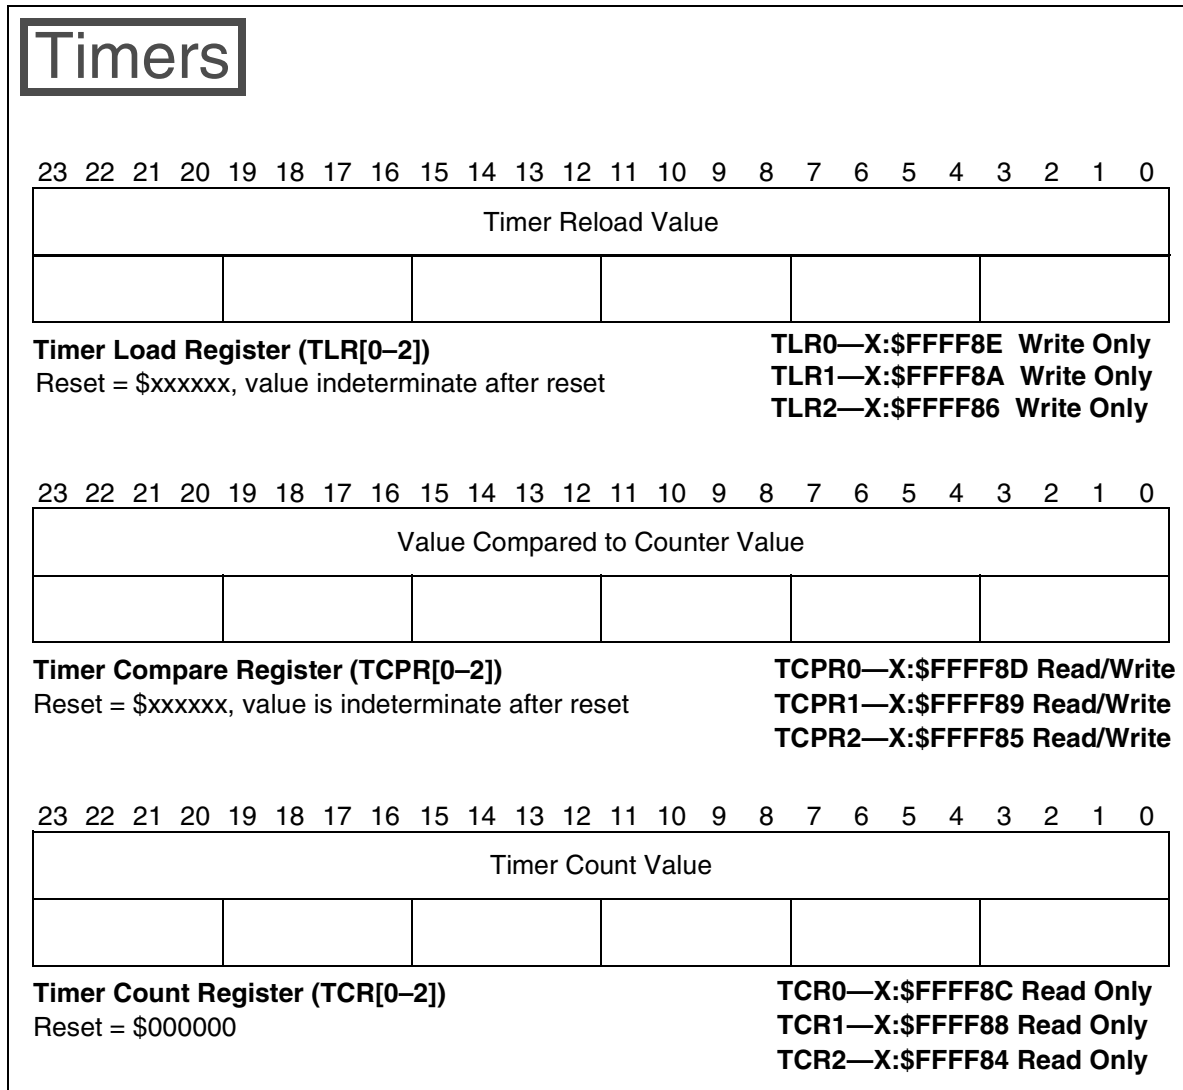 Timers
23 22 21 20 19 18 17 16 15 14 13 12 11 10 9 8 7 6 5 4 3 2 1 0
Timer Reload Value
Timer Load Register (TLR[0–2])
Reset = $xxxxxx, value indeterminate after reset
TLR0—X:$FFFF8E Write Only
TLR1—X:$FFFF8A Write Only
TLR2—X:$FFFF86 Write Only
23 22 21 20 19 18 17 16 15 14 13 12 11 10 9 8 7 6 5 4 3 2 1 0
Value Compared to Counter Value
Timer Compare Register (TCPR[0–2])
Reset = $xxxxxx, value is indeterminate after reset
TCPR0—X:$FFFF8D Read/Write
TCPR1—X:$FFFF89 Read/Write
TCPR2—X:$FFFF85 Read/Write
23 22 21 20 19 18 17 16 15 14 13 12 11 10 9 8 7 6 5 4 3 2 1 0
Timer Count Value
Timer Count Register (TCR[0–2])
Reset = $000000
TCR0—X:$FFFF8C Read Only
TCR1—X:$FFFF88 Read Only
TCR2—X:$FFFF84 Read Only